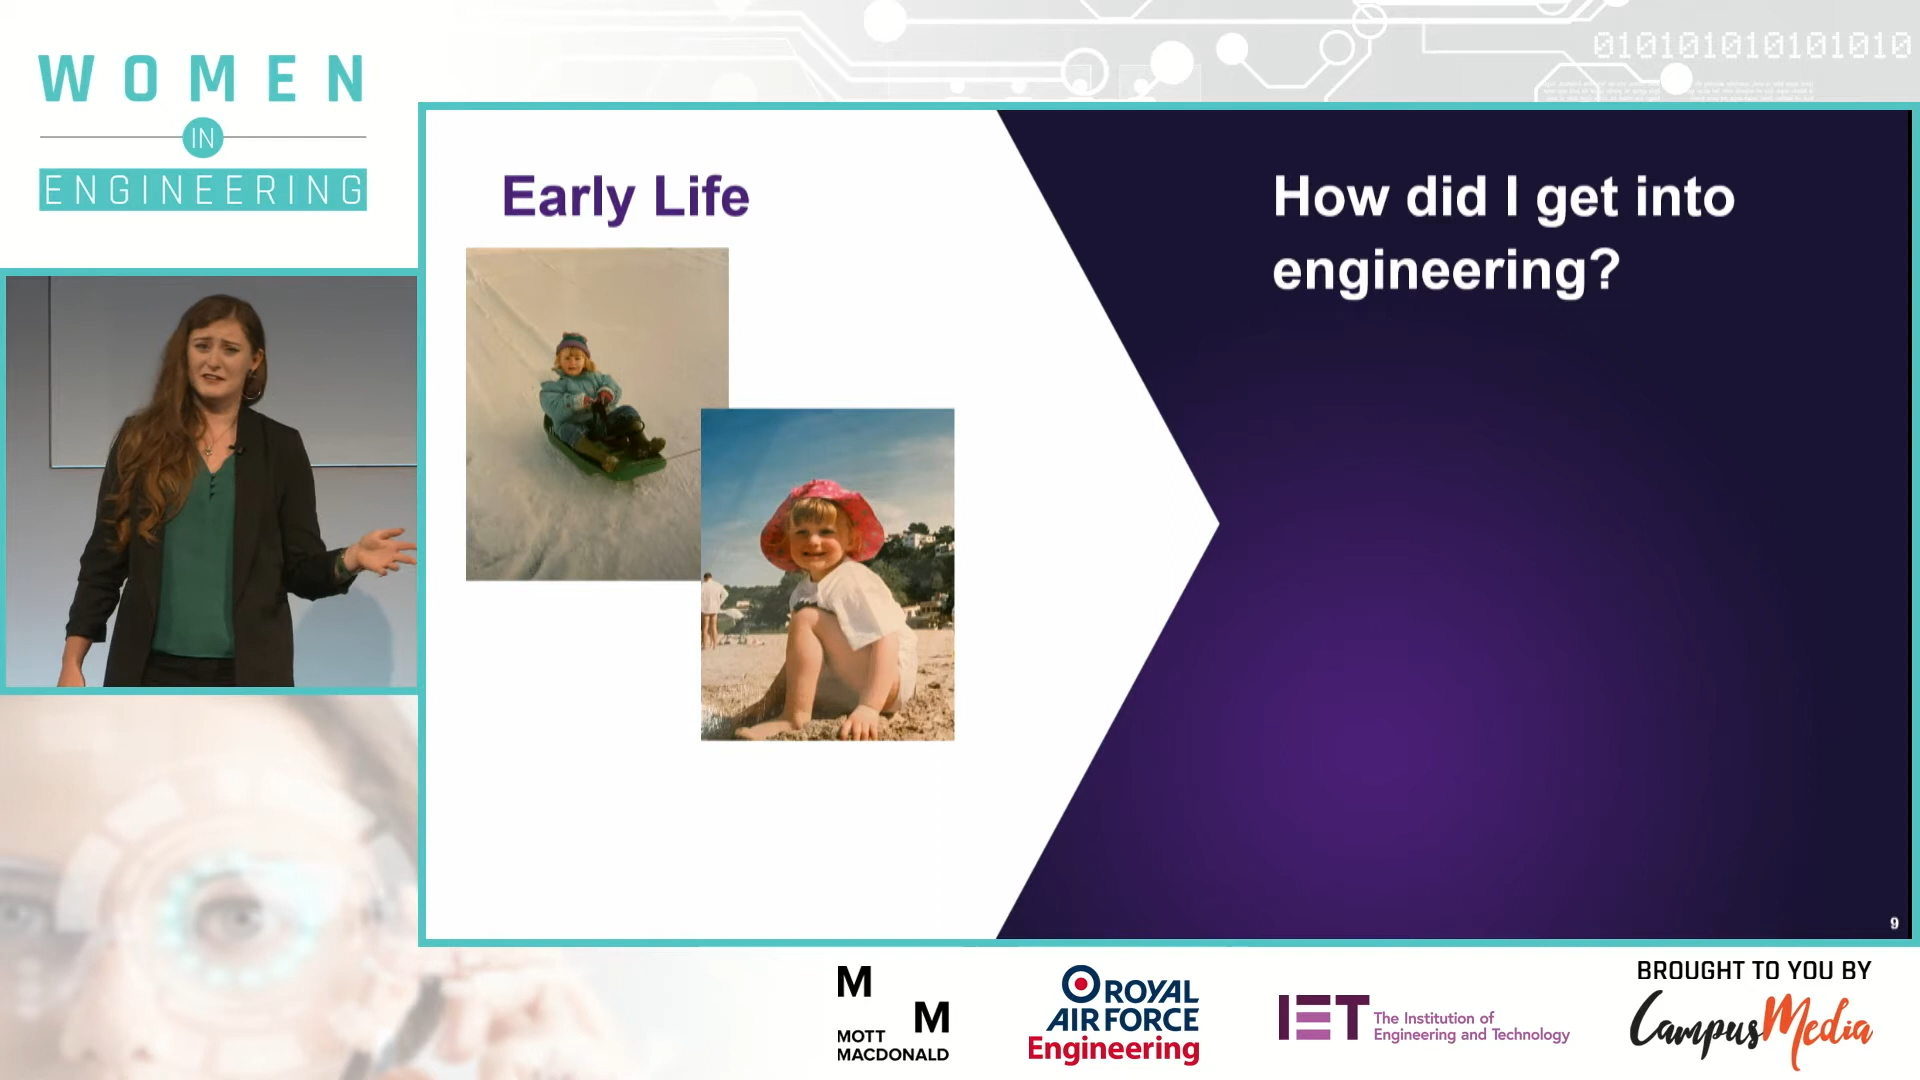 WOMEN
IN
ENGINEERING
010101010101010
Early Life
How did I get into
engineering?
9
M
M
MOTT
MACDONALD
ROYAL
AIR FORCE
Engineering
IET
The Institution of
Engineering and Technology
BROUGHT TO YOU BY
CampusMedia